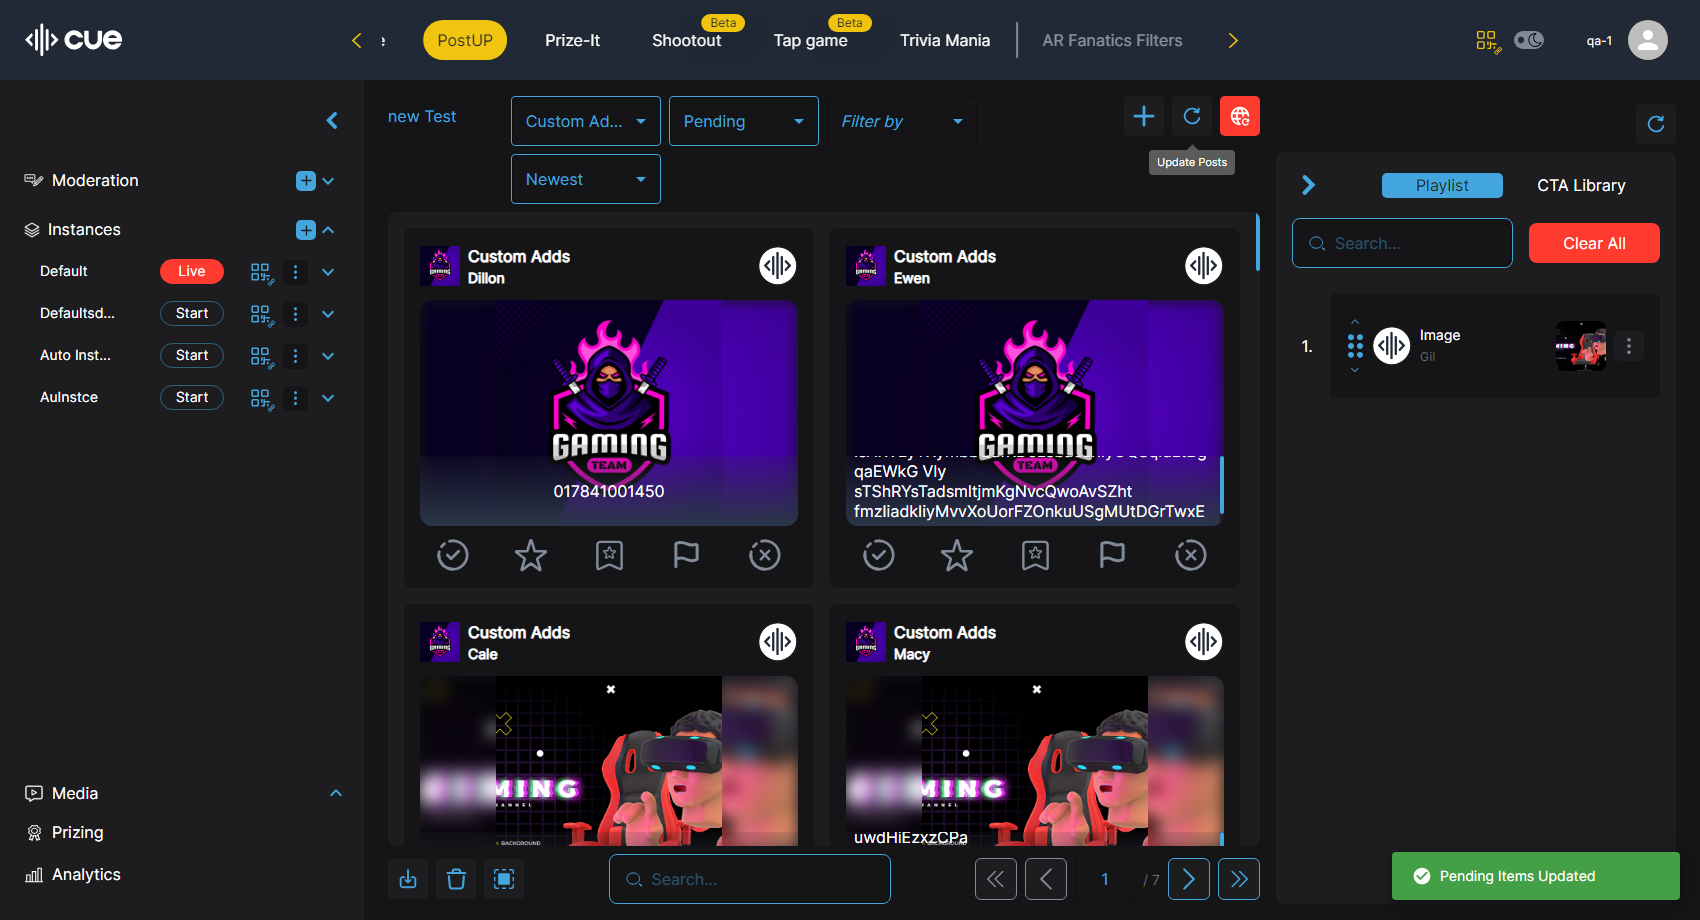 cue
PostUP
Prize-It
Shootout
Beta
Tap game
Beta
Trivia Mania
AR Fanatics Filters
qa-1
Moderation
Instances
Default
Live
Defaultsd...
Start
Auto Inst...
Start
AuInstce
Start
Media
Prizing
Analytics
new Test
Custom Ad...
Pending
Filter by
Newest
Update Posts
Custom Adds
Dillon
GAMING
TEAM
017841001450
Custom Adds
Ewen
GAMING
TEAM
qaEWkG Vly
sTShRYsTadsmltjmKgNvcQwoAvSZht
fmzliadkliyMvvXoUorFZOnkuUSgMUtDGrTwxE
Custom Adds
Cale
MING
BACKGROUND
Custom Adds
Macy
MING
uwdHiEzxzCPa
Search...
1
/ 7
Playlist
CTA Library
Search...
Clear All
1.
Image
Gil
Pending Items Updated